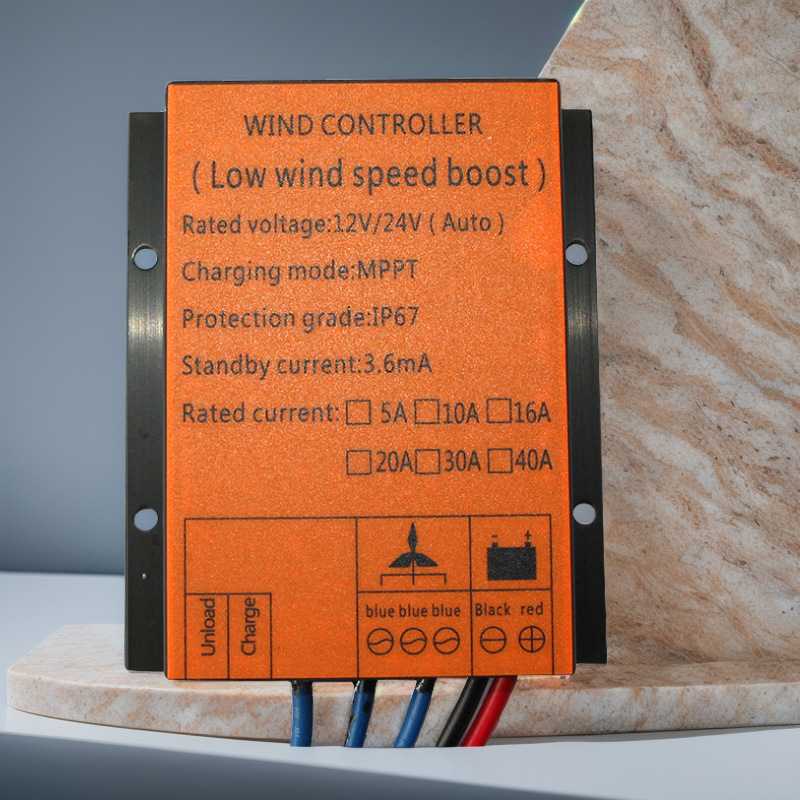 WIND CONTROLLER
( Low wind speed boost )
Rated voltage:12V/24V ( Auto )
Charging mode:MPPT
Protection grade:IP67
Standby current:3.6mA
Rated current: □ 5A □10A □16A
□20A□30A□40A
- +
blue blue blue Black red
Unload
Charge